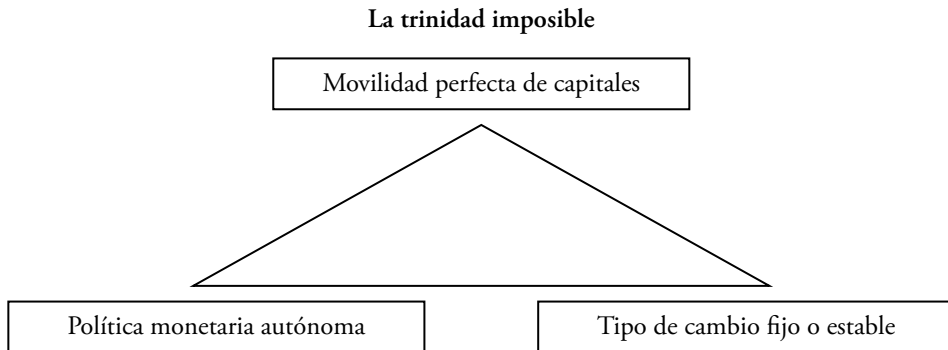 La trinidad imposible
Movilidad perfecta de capitales
Política monetaria autónoma
Tipo de cambio fijo o estable